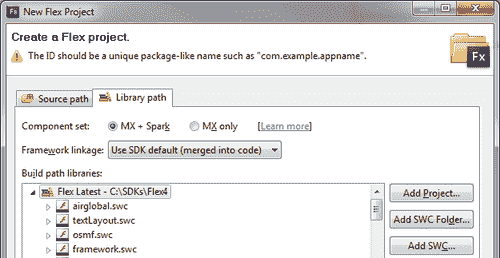 Fx New Flex Project
Create a Flex project.
The ID should be a unique package-like name such as "com.example.appname".
Fx
Source path Library path
Component set: MX + Spark MX only [Learn more]
Framework linkage: Use SDK default (merged into code)
Build path libraries:
Flex Latest - C:\SDKs\Flex4
airglobal.swc
textLayout.swc
osmf.swc
framework.swc
Add Project...
Add SWC Folder...
Add SWC...